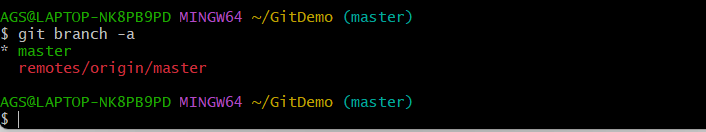 AGS@LAPTOP-NK8PB9PD MINGW64 ~/GitDemo (master)
$ git branch -a
* master
  remotes/origin/master
AGS@LAPTOP-NK8PB9PD MINGW64 ~/GitDemo (master)
$